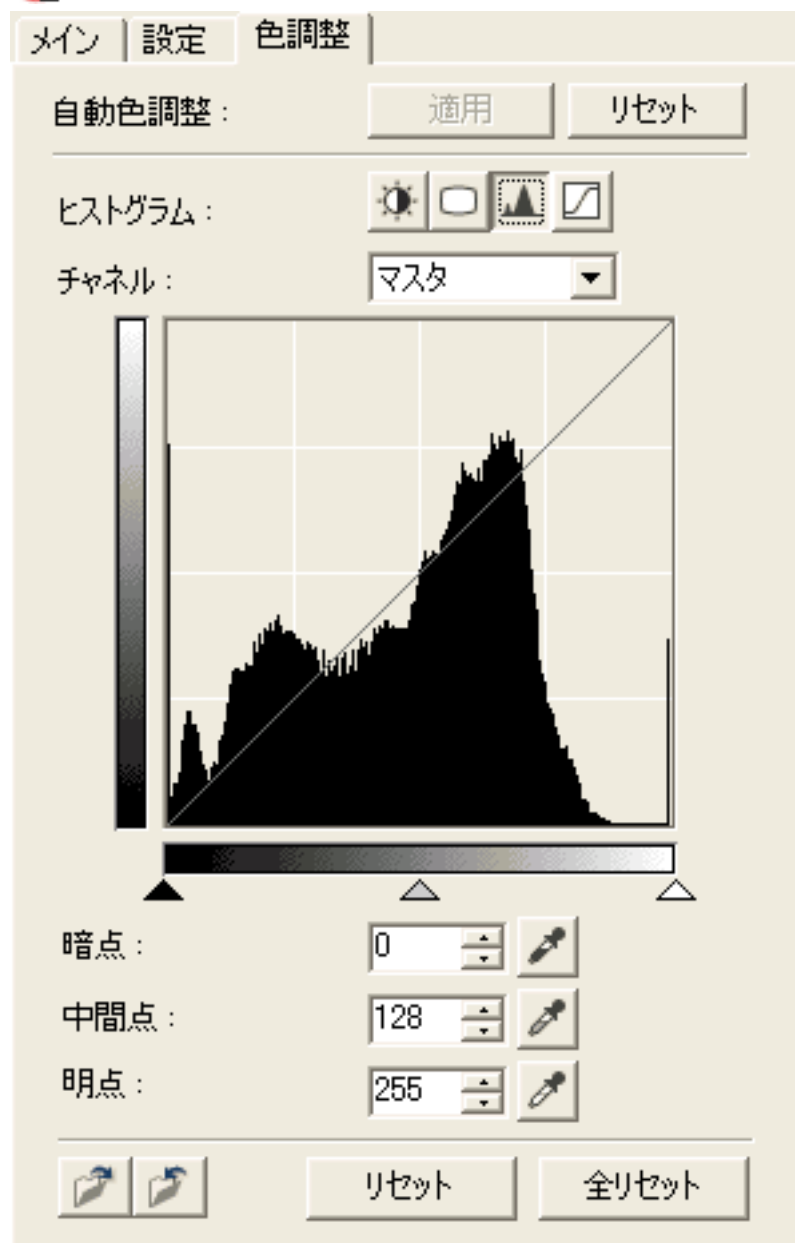 メイン 設定 色調整
自動色調整： 適用 リセット
ヒストグラム：
チャネル： マスタ
暗点： 0
中間点： 128
明点： 255
リセット 全リセット